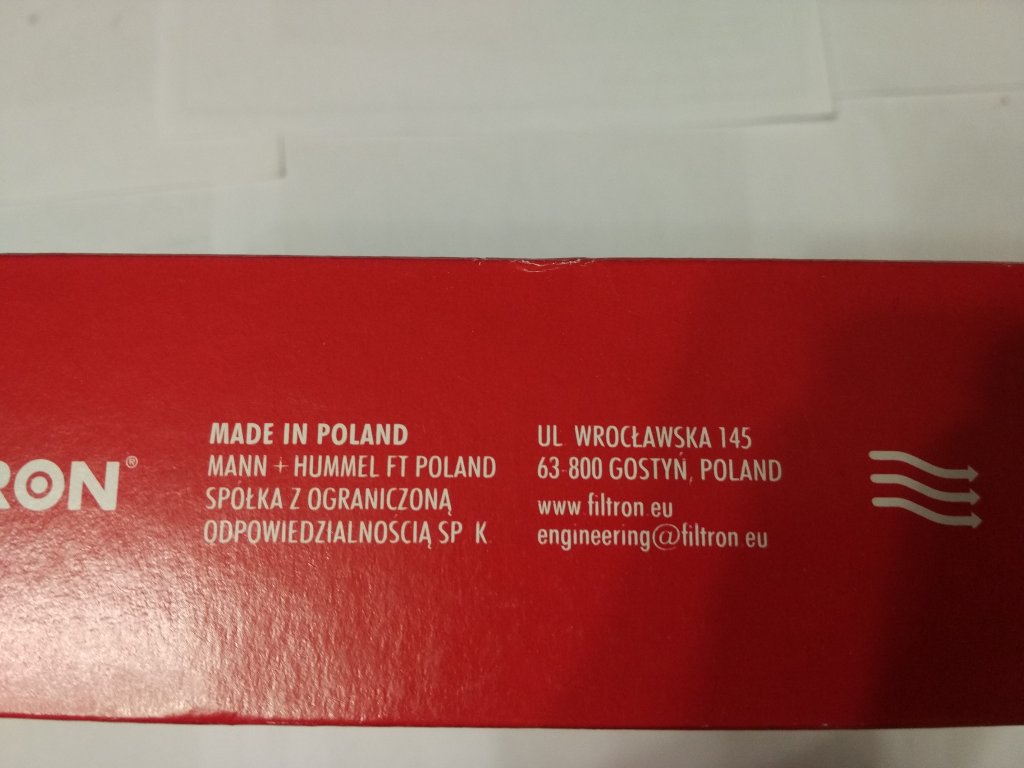 RON®
MADE IN POLAND
MANN + HUMMEL FT POLAND
SPÓŁKA Z OGRANICZONĄ
ODPOWIEDZIALNOSCIĄ SP K.
UL WROCŁAWSKA 145
63-800 GOSTYŃ, POLAND
www filtron.eu
engineering@filtron eu